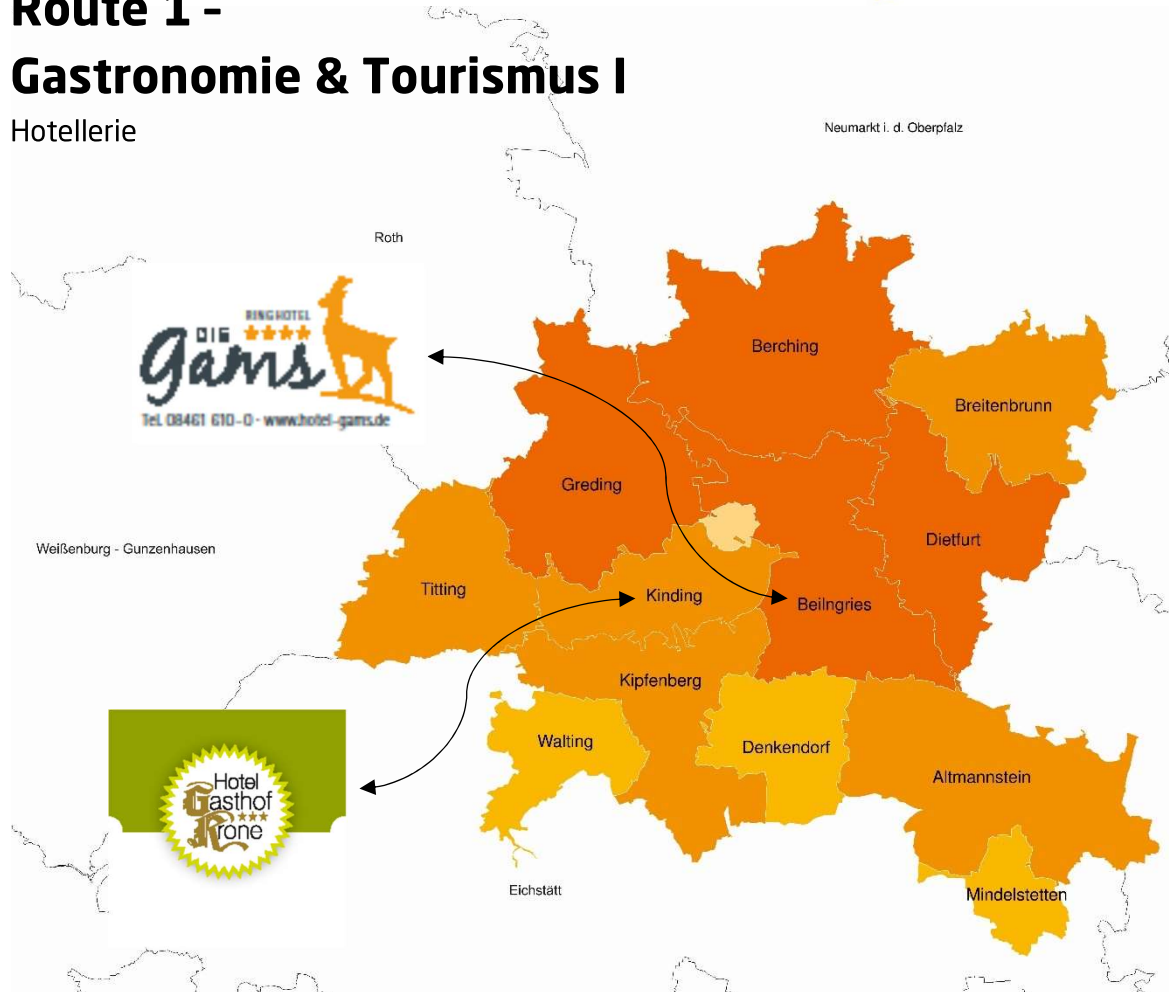 Route 1 -
Gastronomie & Tourismus I
Hotellerie
Neumarkt i. d. Oberpfalz
Roth
RINGHOTEL
DIE
gams
Tel. 08461 610-0 · www.hotel-gams.de
Berching
Breitenbrunn
Greding
Dietfurt
Weißenburg - Gunzenhausen
Titting
Kinding
Beilngries
Kipfenberg
Walting
Denkendorf
Altmannstein
Hotel
Gasthof
Krone
Eichstätt
Mindelstetten